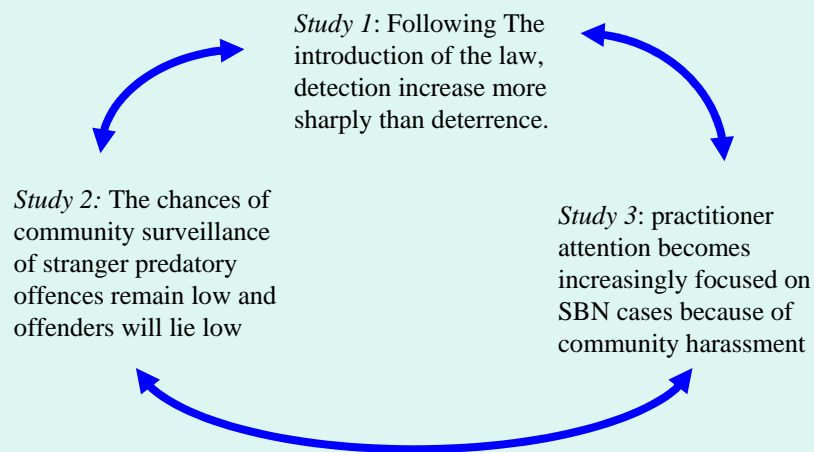 Study 1: Following The
introduction of the law,
detection increase more
sharply than deterrence.
Study 2: The chances of
community surveillance
of stranger predatory
offences remain low and
offenders will lie low
Study 3: practitioner
attention becomes
increasingly focused on
SBN cases because of
community harassment